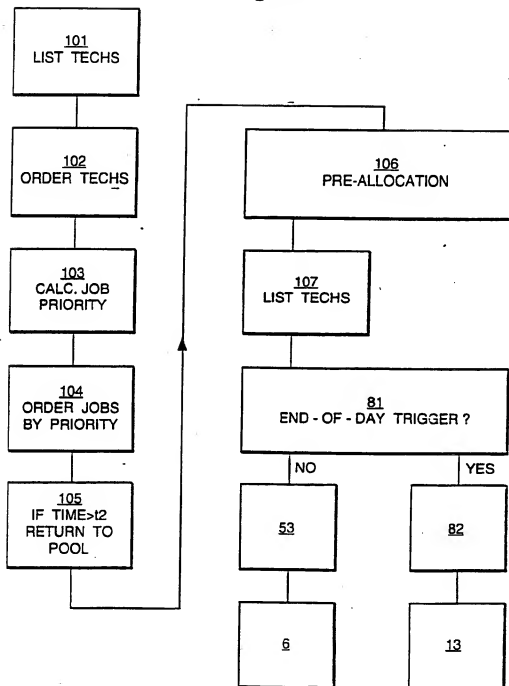 101
LIST TECHS
102
ORDER TECHS
103
CALC. JOB
PRIORITY
104
ORDER JOBS
BY PRIORITY
105
IF TIME>t2
RETURN TO
POOL
106
PRE-ALLOCATION
107
LIST TECHS
81
END - OF - DAY TRIGGER ?
NO
YES
53
82
6
13